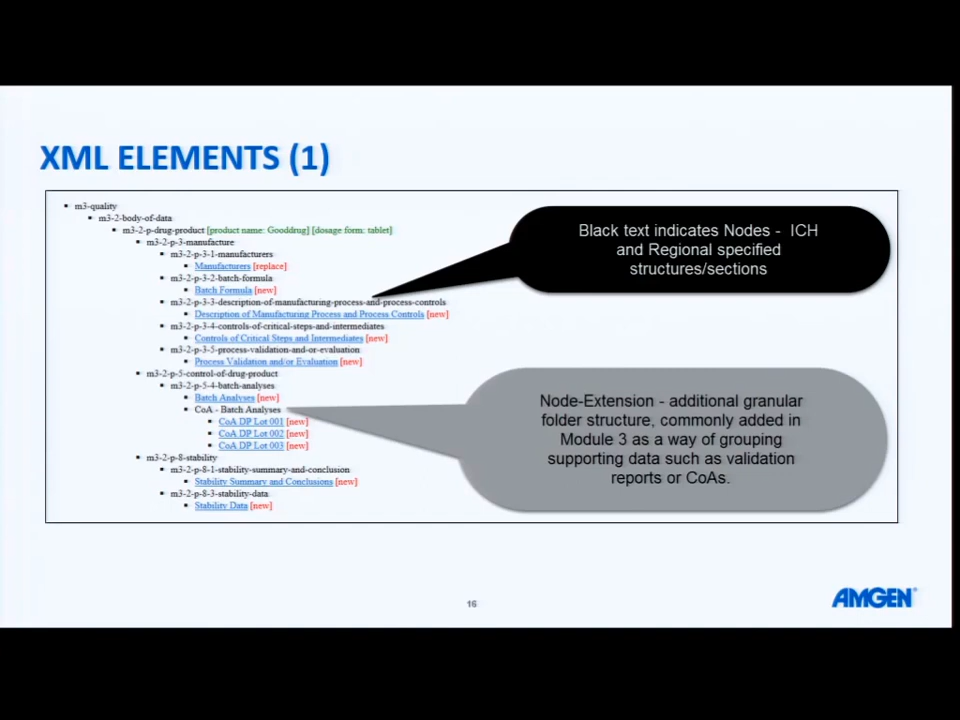 XML ELEMENTS (1)
m3-quality
m3-2-body-of-data
m3-2-p-drug-product [product name: Gooddrug] [dosage form: tablet]
m3-2-p-3-manufacture
m3-2-p-3-1-manufacturers
Manufacturers [replace]
m3-2-p-3-2-batch-formula
Batch Formula [new]
m3-2-p-3-3-description-of-manufacturing-process-and-process-controls
Description of Manufacturing Process and Process Controls [new]
m3-2-p-3-4-controls-of-critical-steps-and-intermediates
Controls of Critical Steps and Intermediates [new]
m3-2-p-3-5-process-validation-and-or-evaluation
Process Validation and/or Evaluation [new]
m3-2-p-5-control-of-drug-product
m3-2-p-5-4-batch-analyses
Batch Analyses [new]
CoA - Batch Analyses
CoA DP Lot 001 [new]
CoA DP Lot 002 [new]
CoA DP Lot 003 [new]
m3-2-p-8-stability
m3-2-p-8-1-stability-summary-and-conclusion
Stability Summary and Conclusions [new]
m3-2-p-8-3-stability-data
Stability Data [new]
Black text indicates Nodes - ICH
and Regional specified
structures/sections
Node-Extension - additional granular
folder structure, commonly added in
Module 3 as a way of grouping
supporting data such as validation
reports or CoAs.
16
AMGEN®